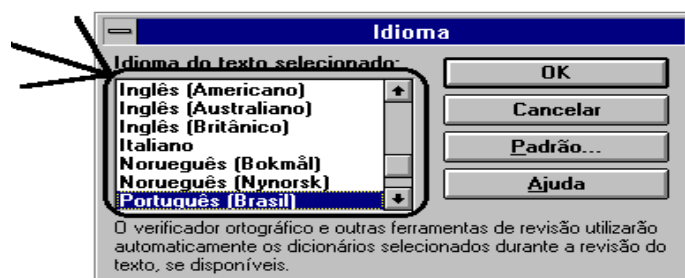 Idioma
Idioma do texto selecionado:
Inglês (Americano)
Inglês (Australiano)
Inglês (Britânico)
Italiano
Norueguês (Bokmål)
Norueguês (Nynorsk)
Português (Brasil)
OK
Cancelar
Padrão...
Ajuda
O verificador ortográfico e outras ferramentas de revisão utilizarão
automaticamente os dicionários selecionados durante a revisão do
texto, se disponíveis.